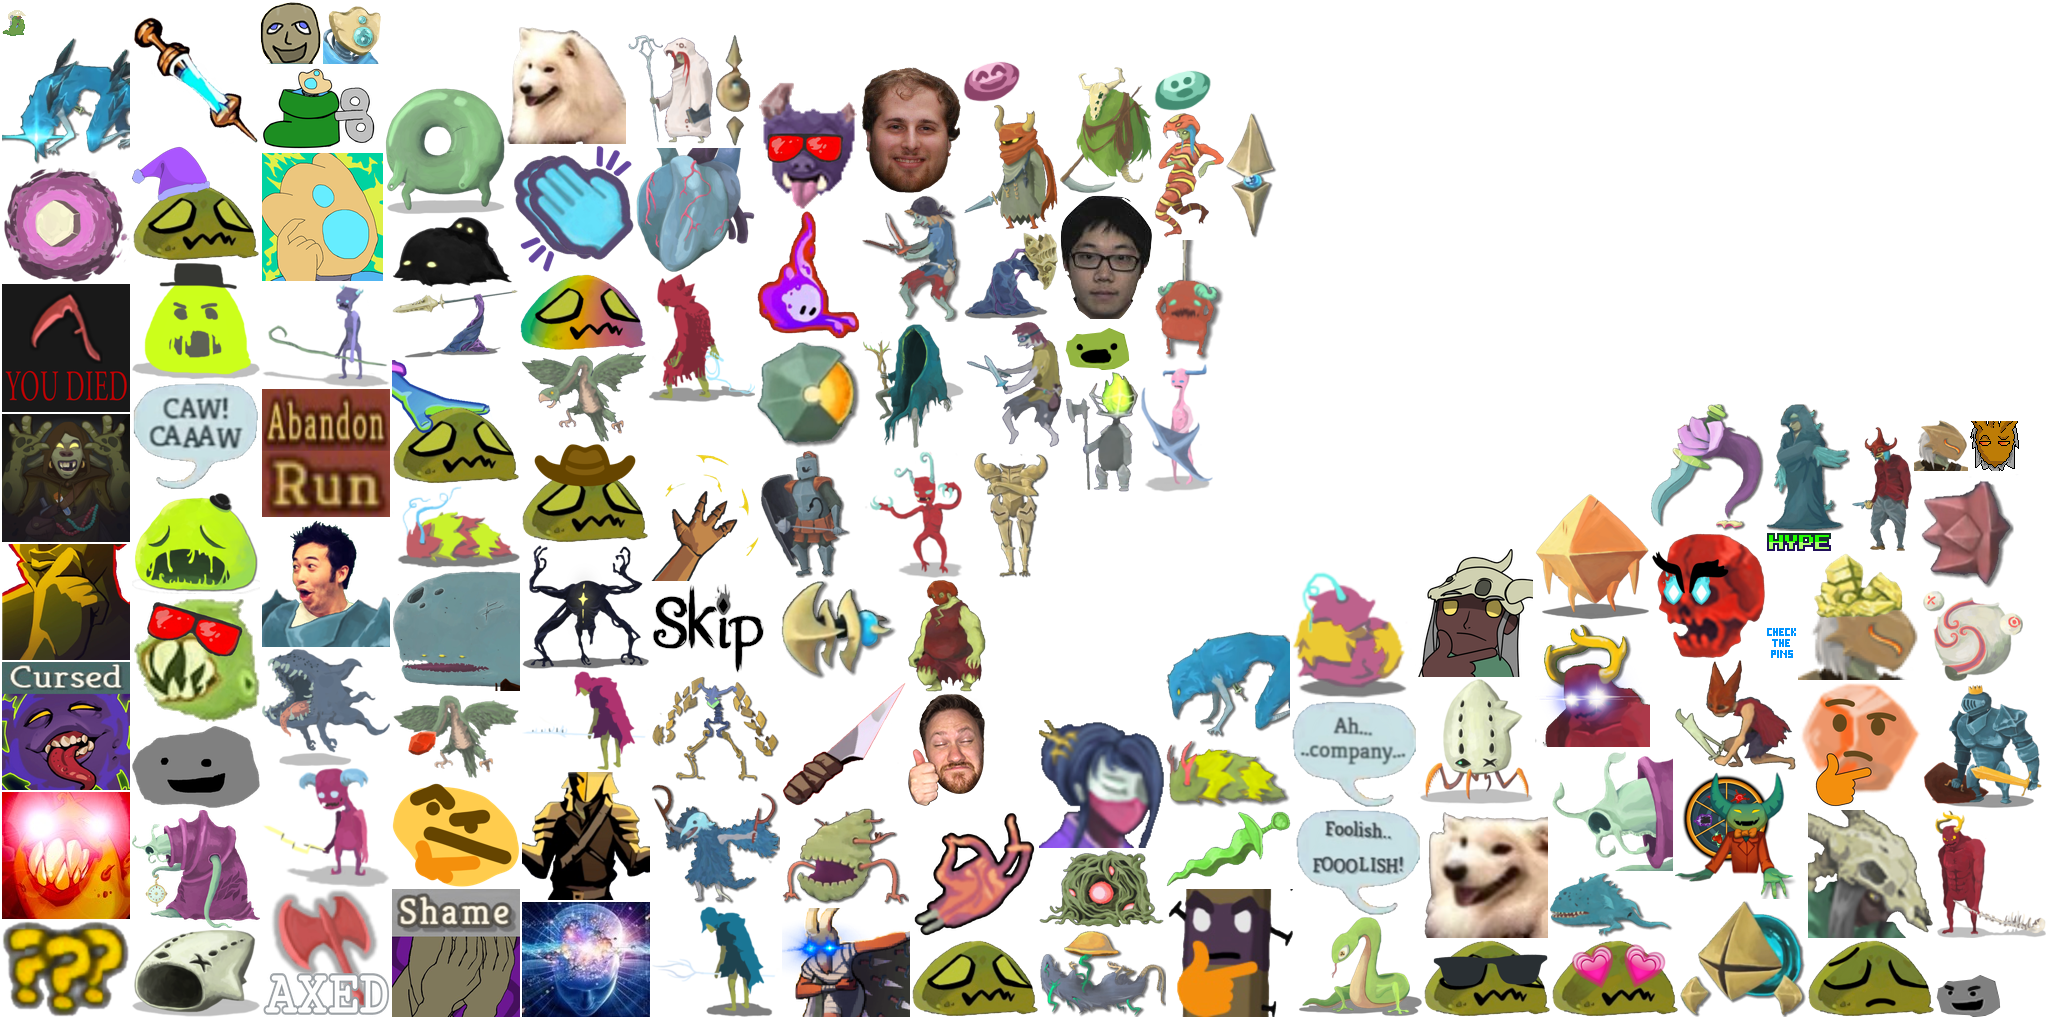 YOU DIED
CAW!
CAAAW
Abandon
Run
Cursed
???
AXED
Shame
Skip
Ah...
..company...
Foolish..
FOOOLISH!
HYPE
CHECK
THE
PINS